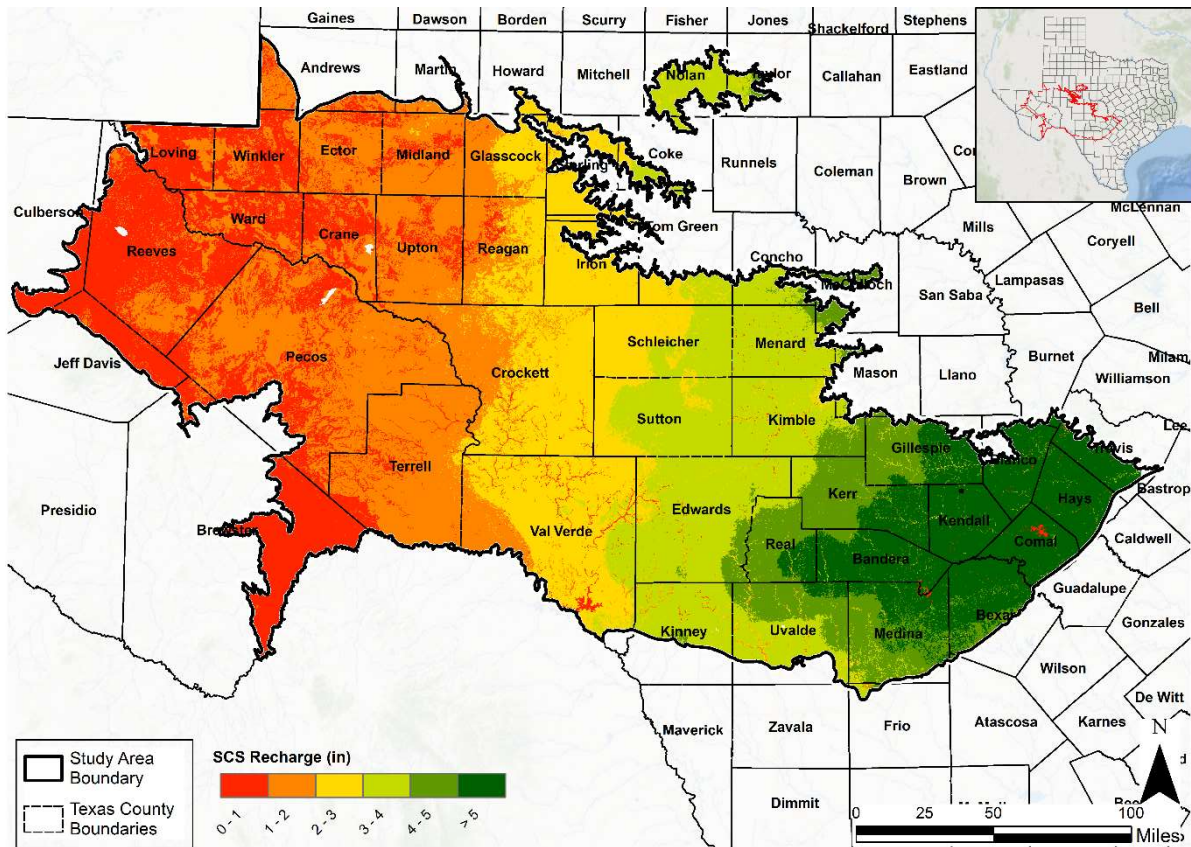 Gaines
Dawson
Borden
Scurry
Fisher
Jones
Shackelford
Stephens
Andrews
Martin
Howard
Mitchell
Nolan
Taylor
Callahan
Eastland
Loving
Winkler
Ector
Midland
Glasscock
Sterling
Coke
Runnels
Coleman
Brown
McLennan
Culberson
Reeves
Ward
Crane
Upton
Reagan
Irion
Tom Green
Concho
McCulloch
San Saba
Mills
Lampasas
Coryell
Bell
Jeff Davis
Pecos
Crockett
Schleicher
Menard
Mason
Llano
Burnet
Milam
Williamson
Sutton
Kimble
Gillespie
Blanco
Travis
Lee
Bastrop
Presidio
Brewster
Terrell
Val Verde
Edwards
Kerr
Real
Bandera
Kendall
Hays
Comal
Caldwell
Guadalupe
Gonzales
Kinney
Uvalde
Medina
Bexar
Wilson
De Witt
Maverick
Zavala
Frio
Atascosa
Karnes
Dimmit
Study Area
Boundary
Texas County
Boundaries
SCS Recharge (in)
0 - 1
1 - 2
2 - 3
3 - 4
4 - 5
> 5
N
0 25 50 100
Miles